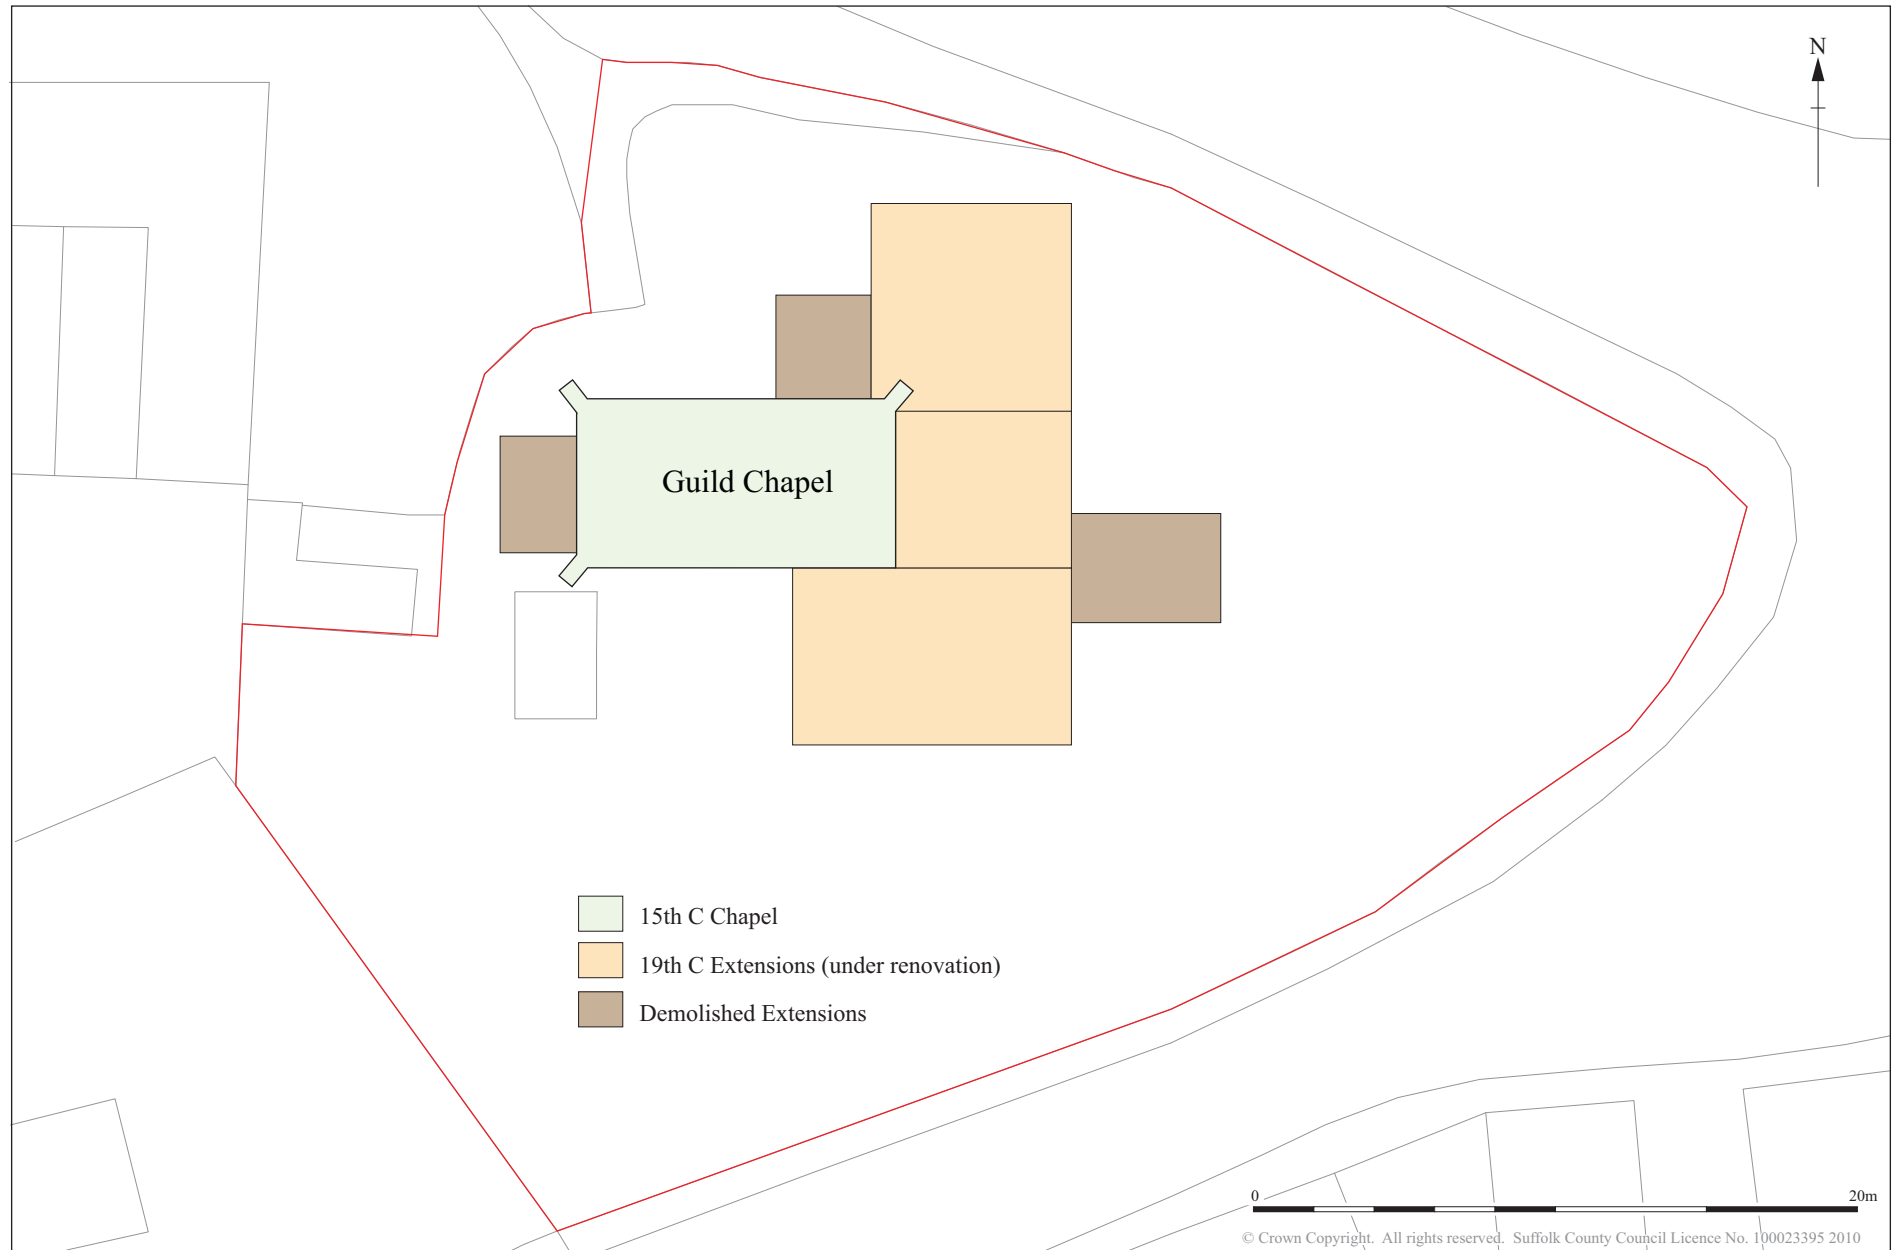 N
Guild Chapel
15th C Chapel
19th C Extensions (under renovation)
Demolished Extensions
0 20m
© Crown Copyright. All rights reserved. Suffolk County Council Licence No. 100023395 2010